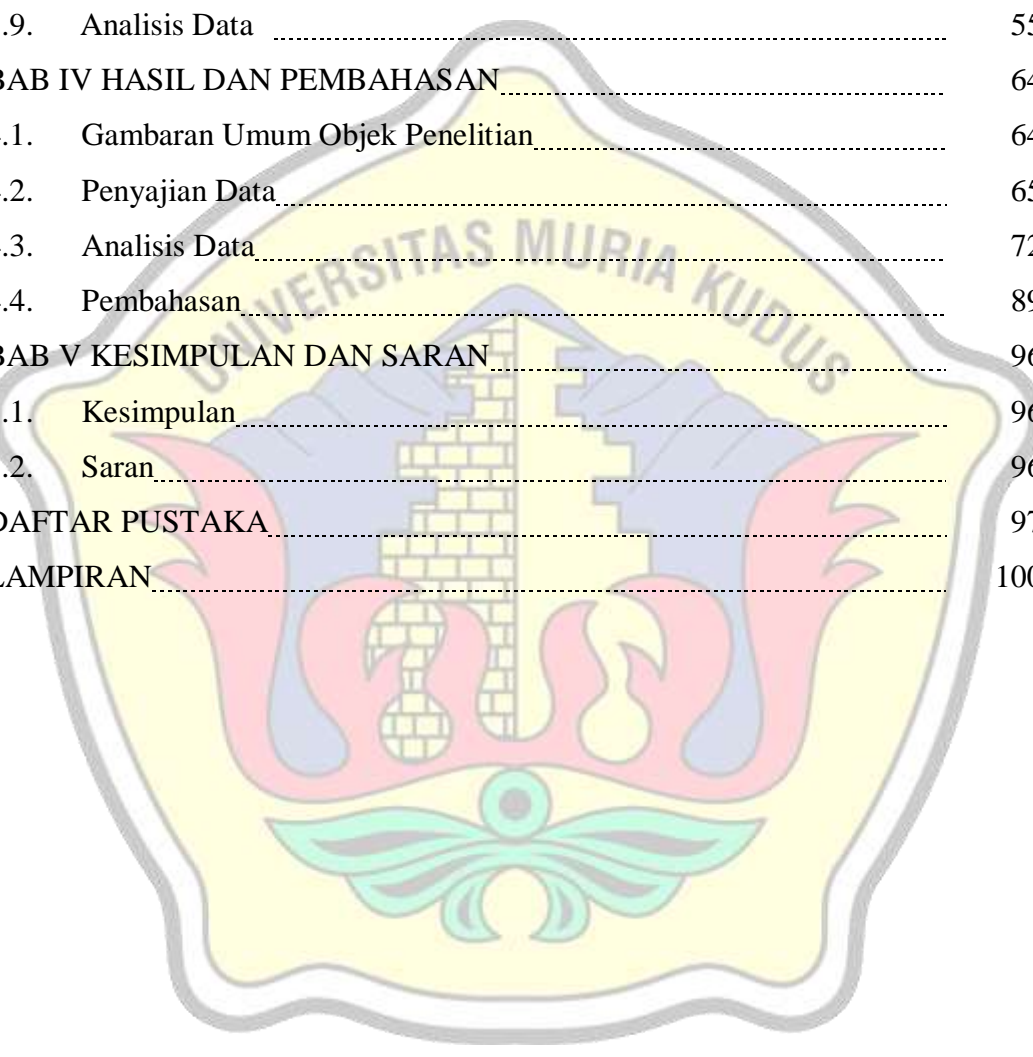 .9. Analisis Data 55
BAB IV HASIL DAN PEMBAHASAN 64
.1. Gambaran Umum Objek Penelitian 64
.2. Penyajian Data 65
.3. Analisis Data 72
.4. Pembahasan 89
BAB V KESIMPULAN DAN SARAN 96
.1. Kesimpulan 96
.2. Saran 96
DAFTAR PUSTAKA 97
LAMPIRAN 100
UNIVERSITAS MURIA KUDUS